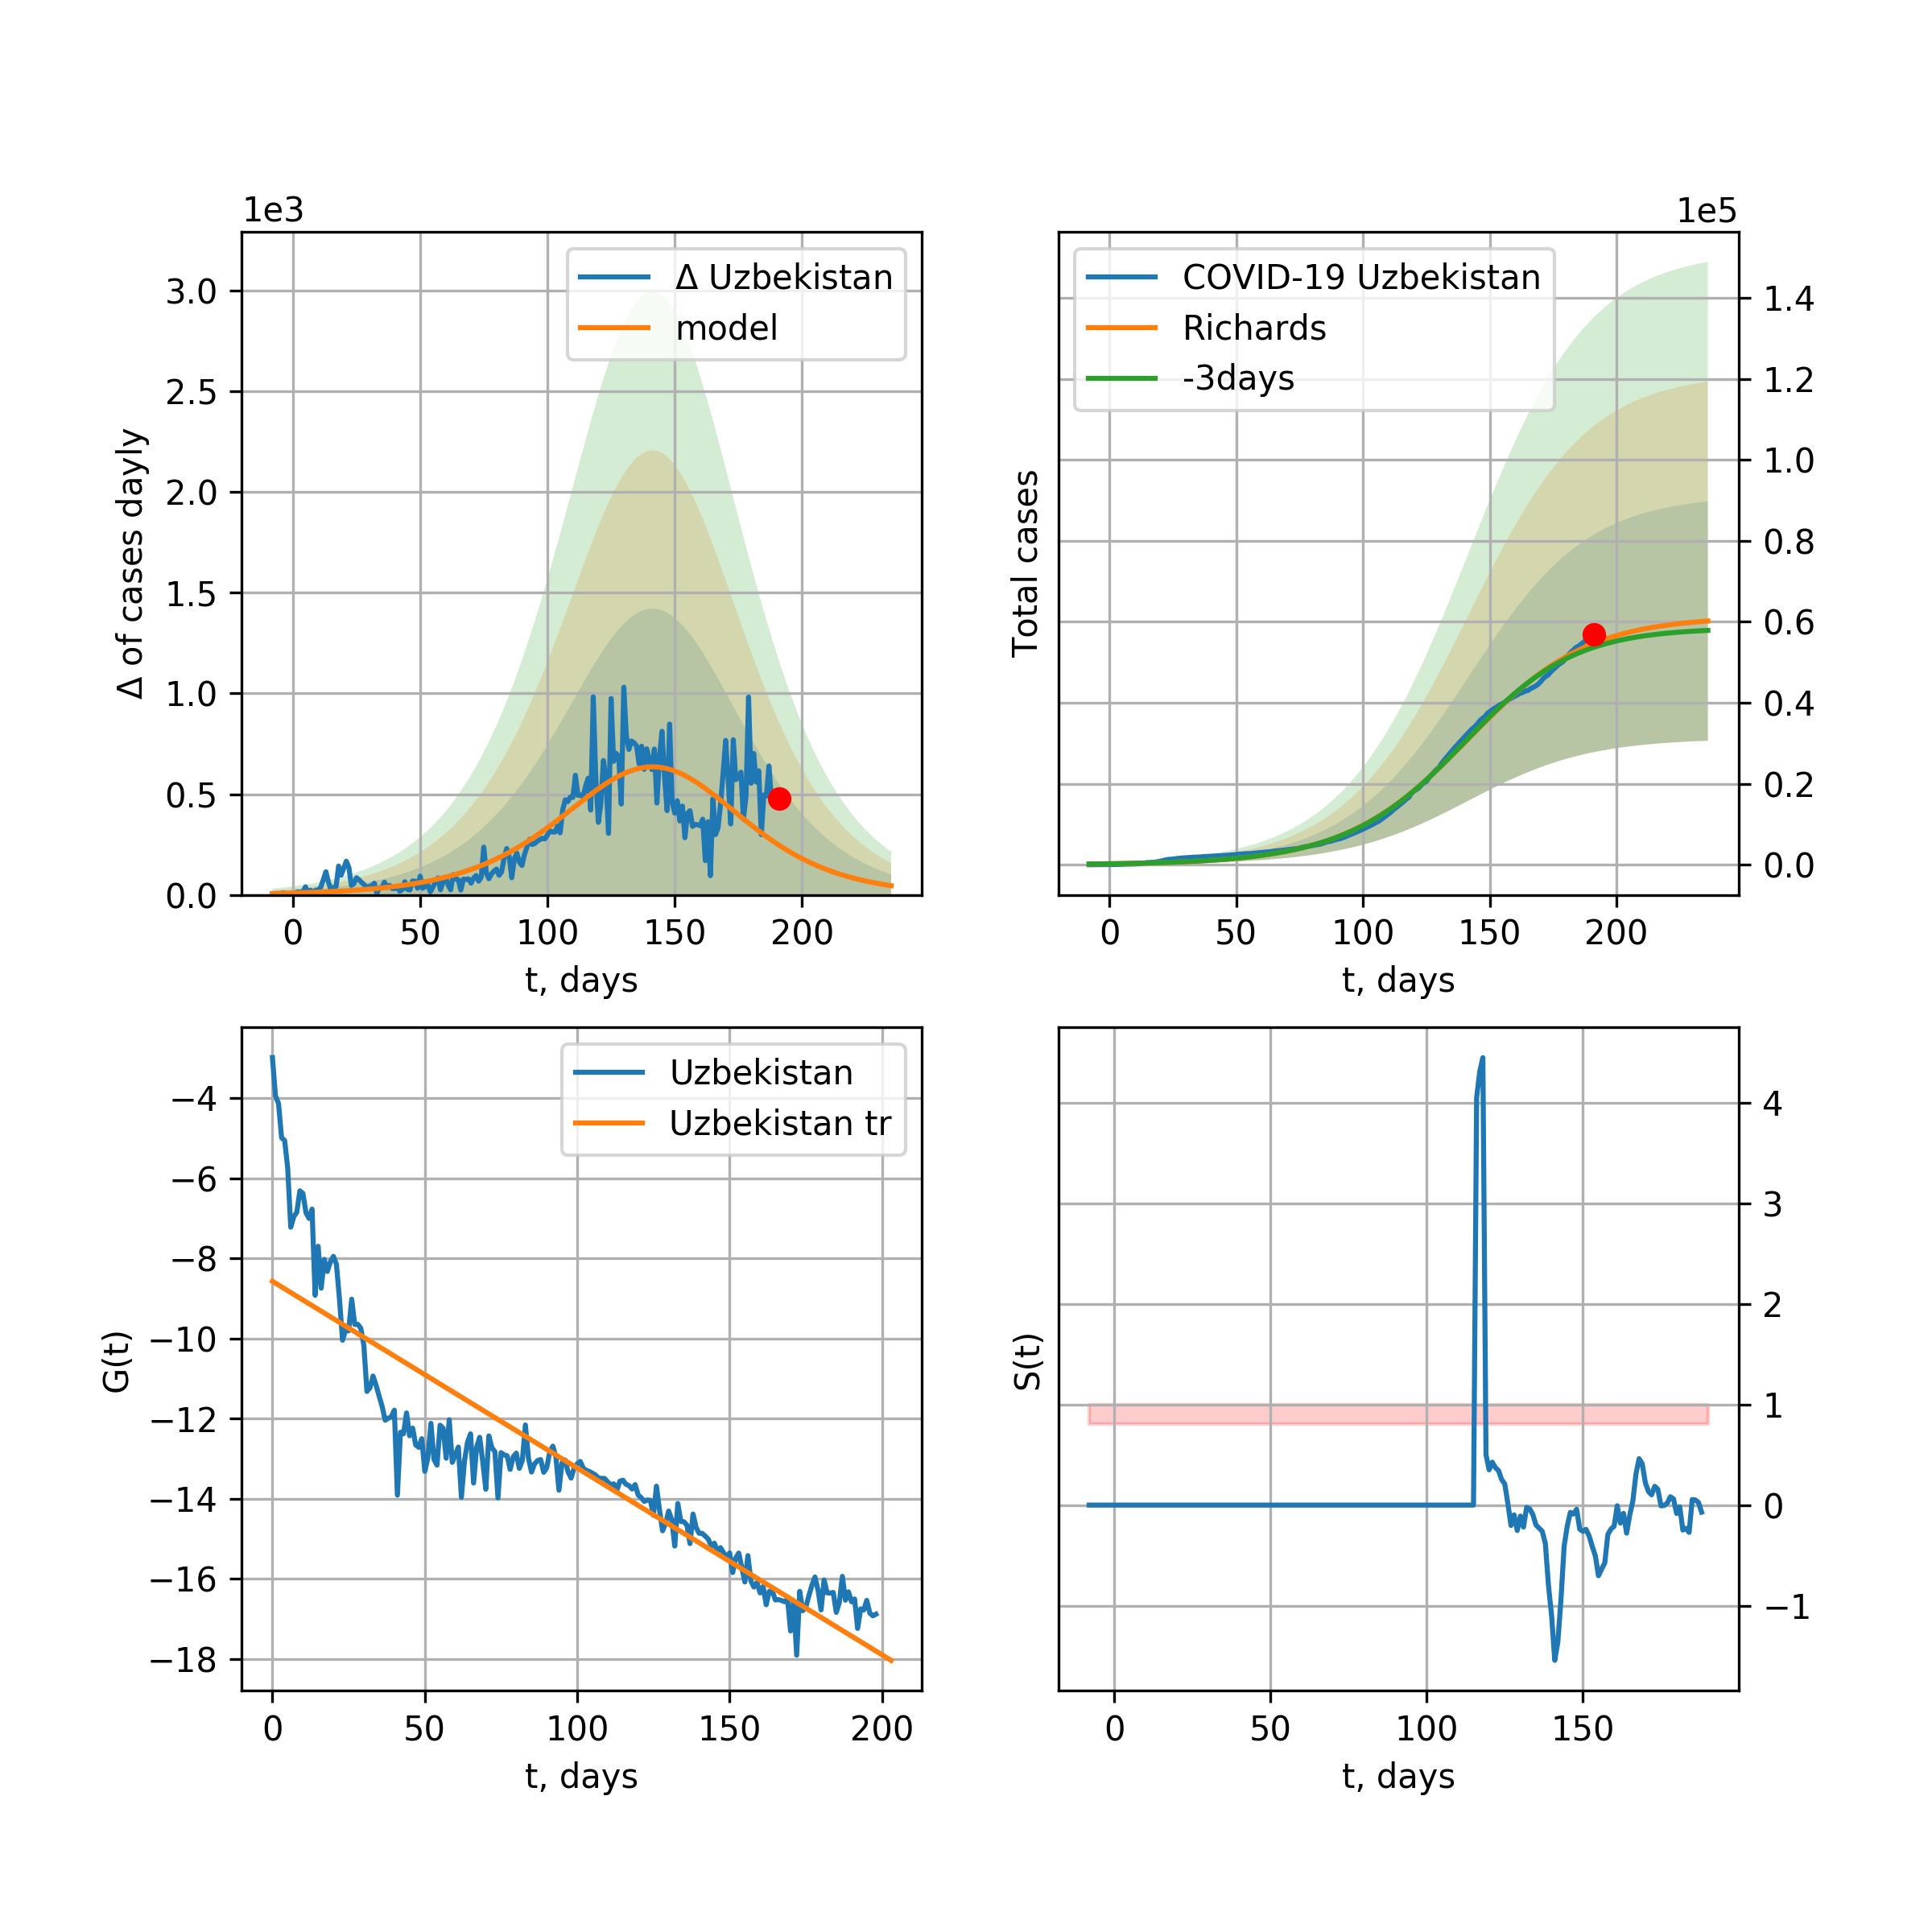 1e3
Δ Uzbekistan
model
3.0
2.5
2.0
1.5
1.0
0.5
0.0
Δ of cases dayly
0 50 100 150 200
t, days
1e5
COVID-19 Uzbekistan
Richards
-3days
1.4
1.2
1.0
0.8
0.6
0.4
0.2
0.0
Total cases
0 50 100 150 200
t, days
Uzbekistan
Uzbekistan tr
−4
−6
−8
−10
−12
−14
−16
−18
G(t)
0 50 100 150 200
t, days
4
3
2
1
0
−1
S(t)
0 50 100 150
t, days